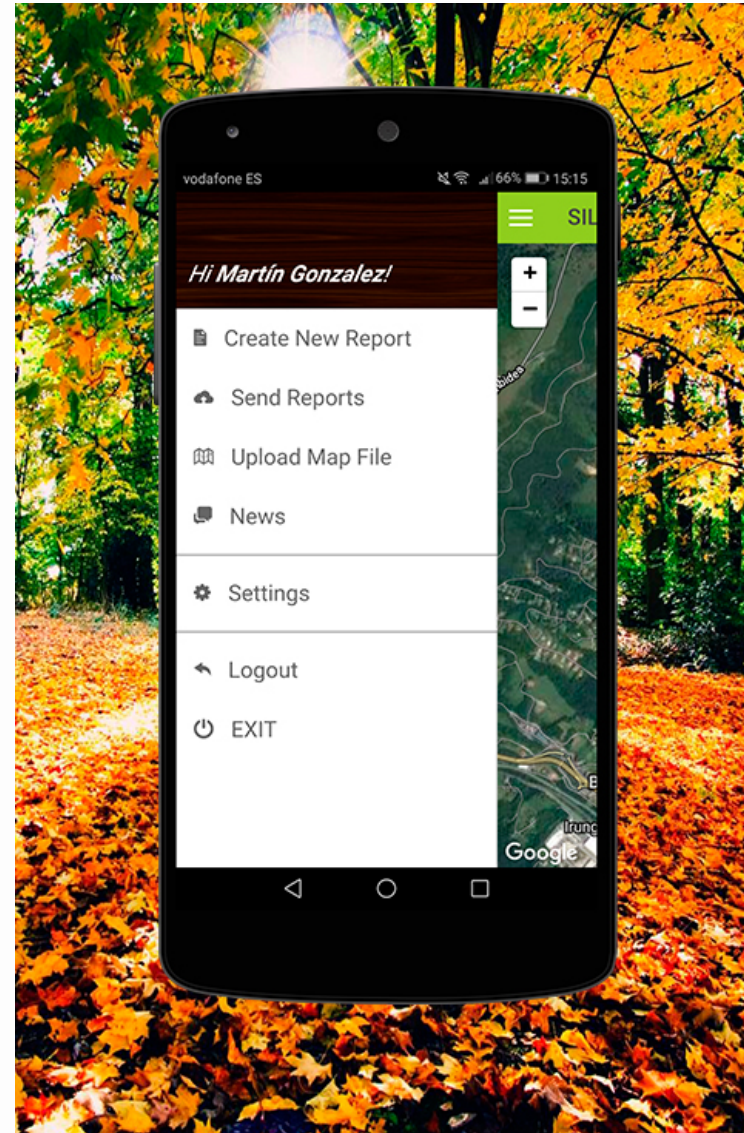 vodafone ES 66% 15:15
SIL
Hi Martín Gonzalez!
+
−
Create New Report
Send Reports
Upload Map File
News
Settings
Logout
EXIT
Irung
Google